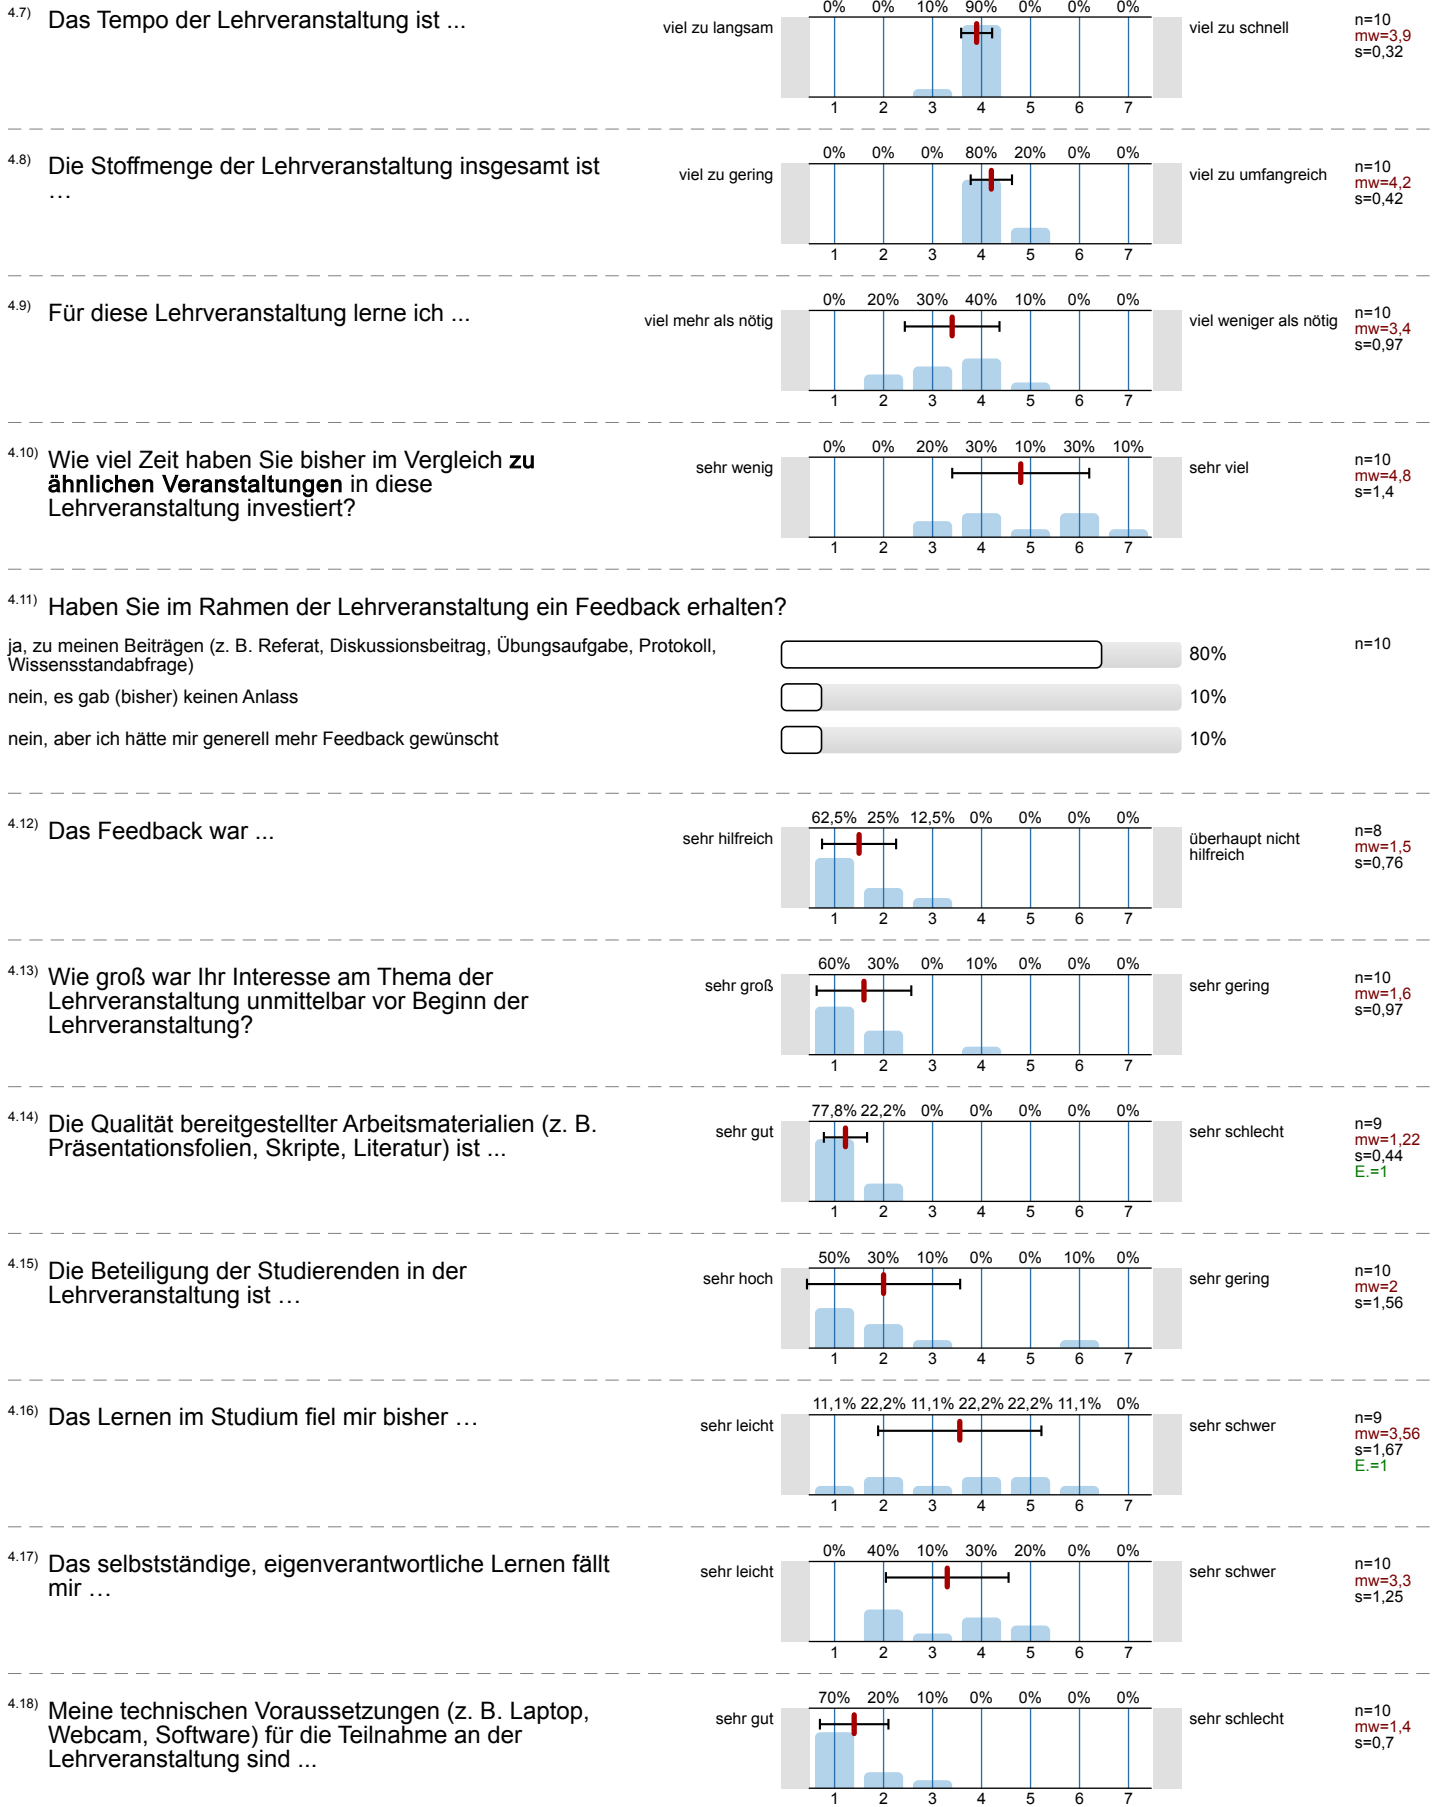 4.7) Das Tempo der Lehrveranstaltung ist ...
viel zu langsam
0% 0% 10% 90% 0% 0% 0%
1 2 3 4 5 6 7
viel zu schnell
n=10
mw=3,9
s=0,32
4.8) Die Stoffmenge der Lehrveranstaltung insgesamt ist
…
viel zu gering
0% 0% 0% 80% 20% 0% 0%
1 2 3 4 5 6 7
viel zu umfangreich
n=10
mw=4,2
s=0,42
4.9) Für diese Lehrveranstaltung lerne ich ...
viel mehr als nötig
0% 20% 30% 40% 10% 0% 0%
1 2 3 4 5 6 7
viel weniger als nötig
n=10
mw=3,4
s=0,97
4.10) Wie viel Zeit haben Sie bisher im Vergleich zu
ähnlichen Veranstaltungen in diese
Lehrveranstaltung investiert?
sehr wenig
0% 0% 20% 30% 10% 30% 10%
1 2 3 4 5 6 7
sehr viel
n=10
mw=4,8
s=1,4
4.11) Haben Sie im Rahmen der Lehrveranstaltung ein Feedback erhalten?
ja, zu meinen Beiträgen (z. B. Referat, Diskussionsbeitrag, Übungsaufgabe, Protokoll,
Wissensstandabfrage)
80%
n=10
nein, es gab (bisher) keinen Anlass
10%
nein, aber ich hätte mir generell mehr Feedback gewünscht
10%
4.12) Das Feedback war ...
sehr hilfreich
62,5% 25% 12,5% 0% 0% 0% 0%
1 2 3 4 5 6 7
überhaupt nicht
hilfreich
n=8
mw=1,5
s=0,76
4.13) Wie groß war Ihr Interesse am Thema der
Lehrveranstaltung unmittelbar vor Beginn der
Lehrveranstaltung?
sehr groß
60% 30% 0% 10% 0% 0% 0%
1 2 3 4 5 6 7
sehr gering
n=10
mw=1,6
s=0,97
4.14) Die Qualität bereitgestellter Arbeitsmaterialien (z. B.
Präsentationsfolien, Skripte, Literatur) ist ...
sehr gut
77,8% 22,2% 0% 0% 0% 0% 0%
1 2 3 4 5 6 7
sehr schlecht
n=9
mw=1,22
s=0,44
E.=1
4.15) Die Beteiligung der Studierenden in der
Lehrveranstaltung ist …
sehr hoch
50% 30% 10% 0% 0% 10% 0%
1 2 3 4 5 6 7
sehr gering
n=10
mw=2
s=1,56
4.16) Das Lernen im Studium fiel mir bisher …
sehr leicht
11,1% 22,2% 11,1% 22,2% 22,2% 11,1% 0%
1 2 3 4 5 6 7
sehr schwer
n=9
mw=3,56
s=1,67
E.=1
4.17) Das selbstständige, eigenverantwortliche Lernen fällt
mir …
sehr leicht
0% 40% 10% 30% 20% 0% 0%
1 2 3 4 5 6 7
sehr schwer
n=10
mw=3,3
s=1,25
4.18) Meine technischen Voraussetzungen (z. B. Laptop,
Webcam, Software) für die Teilnahme an der
Lehrveranstaltung sind ...
sehr gut
70% 20% 10% 0% 0% 0% 0%
1 2 3 4 5 6 7
sehr schlecht
n=10
mw=1,4
s=0,7